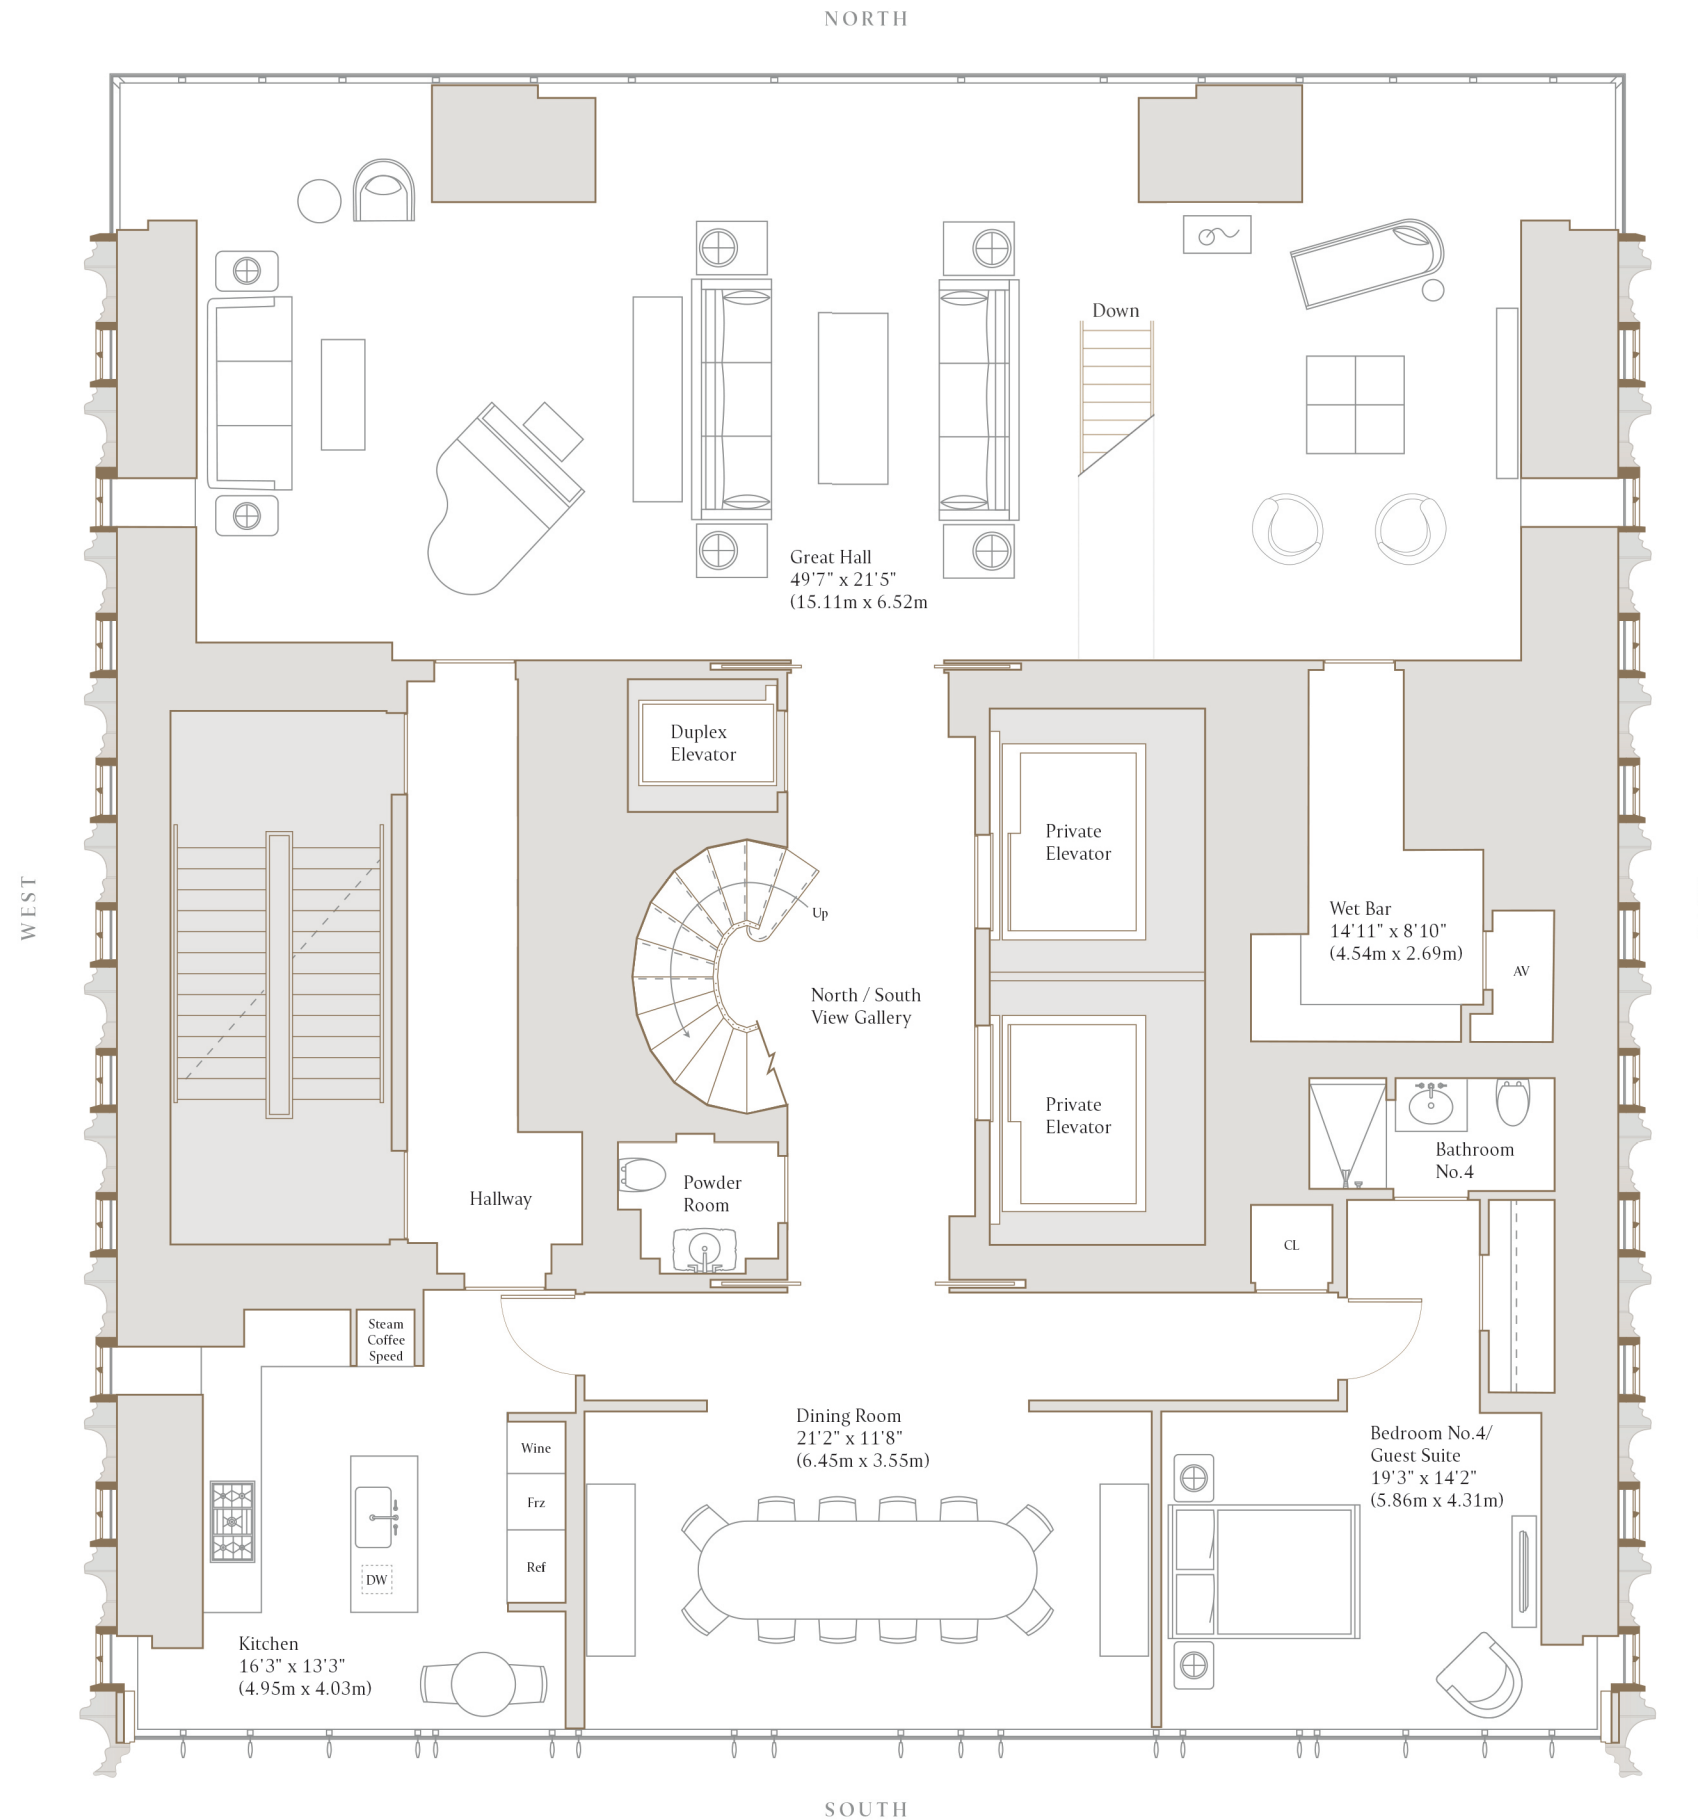 NORTH
Down
Great Hall
49'7" x 21'5"
(15.11m x 6.52m
Duplex
Elevator
Private
Elevator
WEST
Up
Wet Bar
14'11" x 8'10"
(4.54m x 2.69m)
AV
North / South
View Gallery
Private
Elevator
Bathroom
No.4
Hallway
Powder
Room
CL
Steam
Coffee
Speed
Dining Room
21'2" x 11'8"
(6.45m x 3.55m)
Bedroom No.4/
Guest Suite
19'3" x 14'2"
(5.86m x 4.31m)
Wine
Frz
Ref
DW
Kitchen
16'3" x 13'3"
(4.95m x 4.03m)
SOUTH